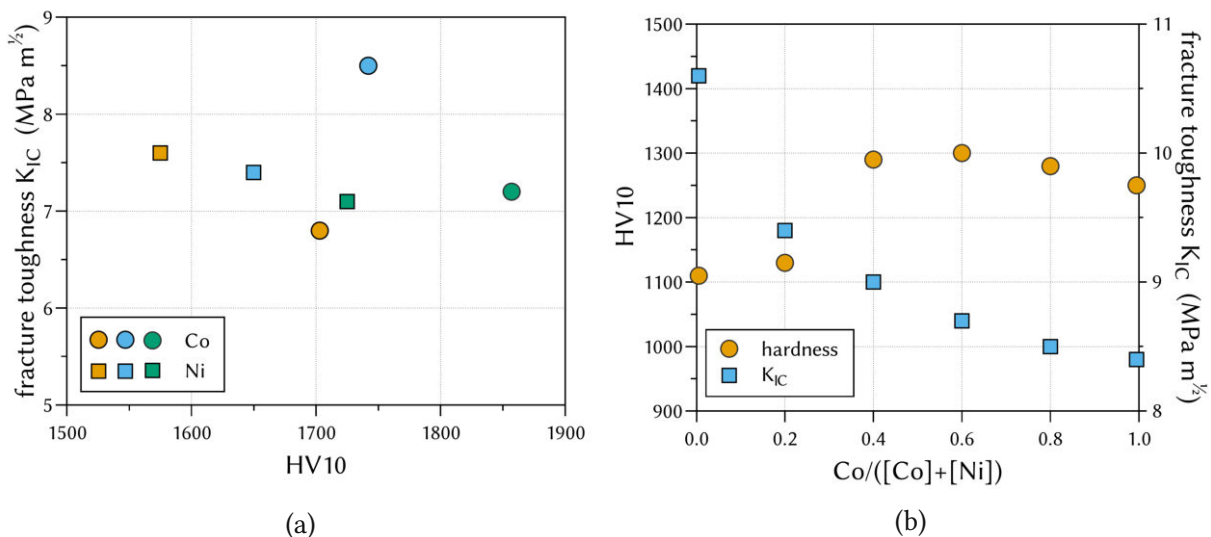 9
8
7
6
5
fracture toughness K_IC (MPa m^½)
Co
Ni
1500 1600 1700 1800 1900
HV10
(a)
1500
1400
1300
1200
1100
1000
900
HV10
hardness
K_IC
11
10
9
8
fracture toughness K_IC (MPa m^½)
0.0 0.2 0.4 0.6 0.8 1.0
Co/([Co]+[Ni])
(b)